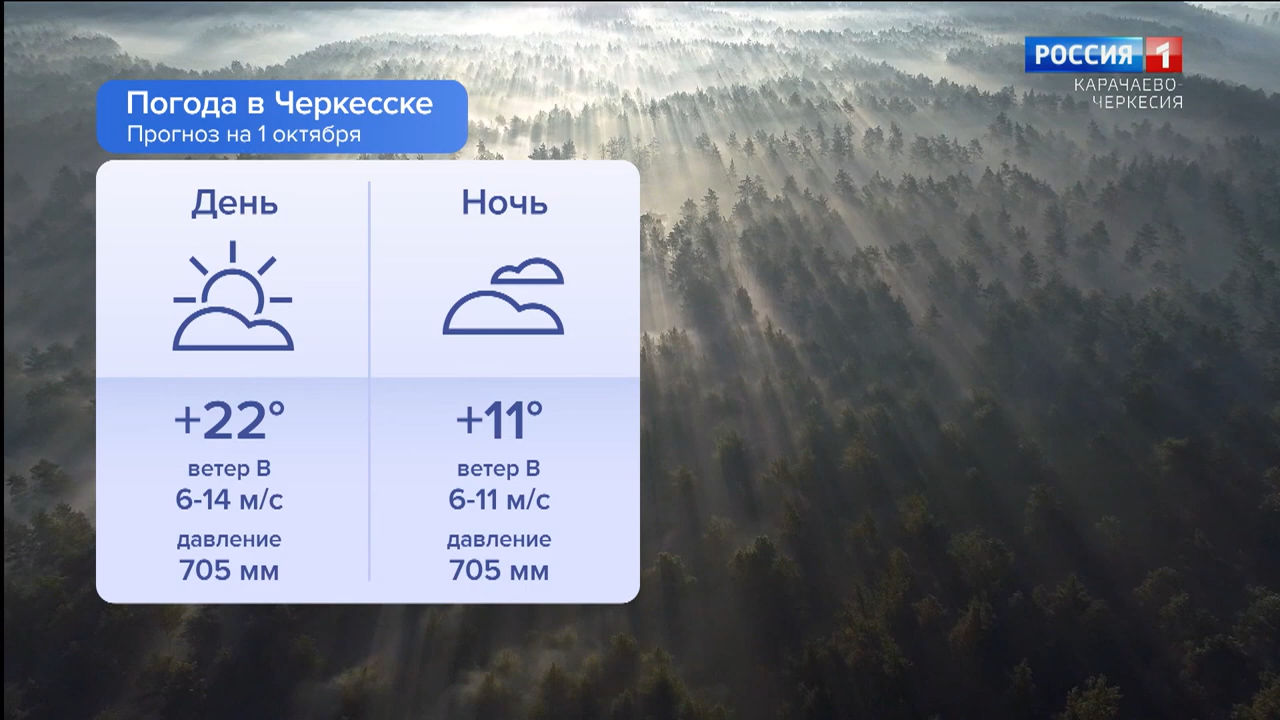 РОССИЯ 1
КАРАЧАЕВО-
ЧЕРКЕСИЯ
Погода в Черкесске
Прогноз на 1 октября
День
Ночь
+22°
+11°
ветер В
ветер В
6-14 м/с
6-11 м/с
давление
давление
705 мм
705 мм